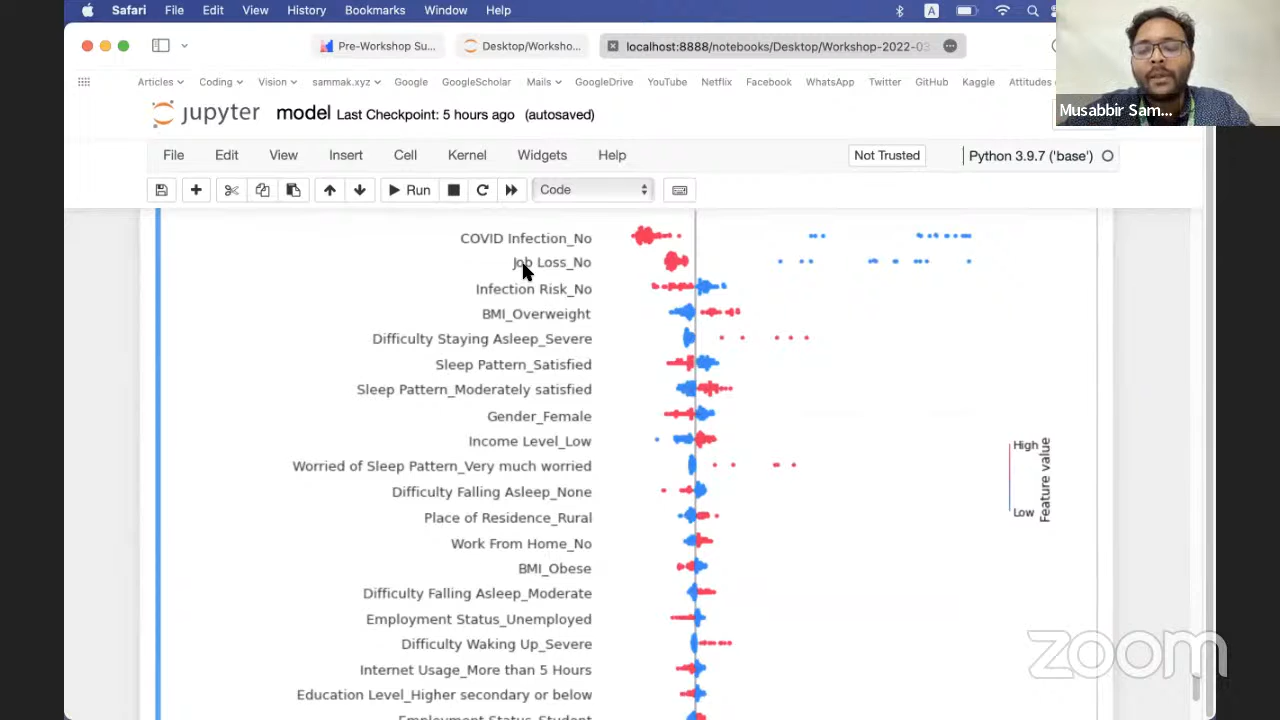 Safari File Edit View History Bookmarks Window Help A
Pre-Workshop Su... Desktop/Worksho... localhost:8888/notebooks/Desktop/Workshop-2022-03
Articles Coding Vision sammak.xyz Google GoogleScholar Mails GoogleDrive YouTube Netflix Facebook WhatsApp Twitter GitHub Kaggle Attitudes
Musabbir Sam...
jupyter model Last Checkpoint: 5 hours ago (autosaved)
File Edit View Insert Cell Kernel Widgets Help Not Trusted Python 3.9.7 ('base')
Run Code
COVID Infection_No
Job Loss_No
Infection Risk_No
BMI_Overweight
Difficulty Staying Asleep_Severe
Sleep Pattern_Satisfied
Sleep Pattern_Moderately satisfied
Gender_Female
Income Level_Low
Worried of Sleep Pattern_Very much worried
Difficulty Falling Asleep_None
Place of Residence_Rural
Work From Home_No
BMI_Obese
Difficulty Falling Asleep_Moderate
Employment Status_Unemployed
Difficulty Waking Up_Severe
Internet Usage_More than 5 Hours
Education Level_Higher secondary or below
Employment Status_Student
High
Low
Feature value
zoom